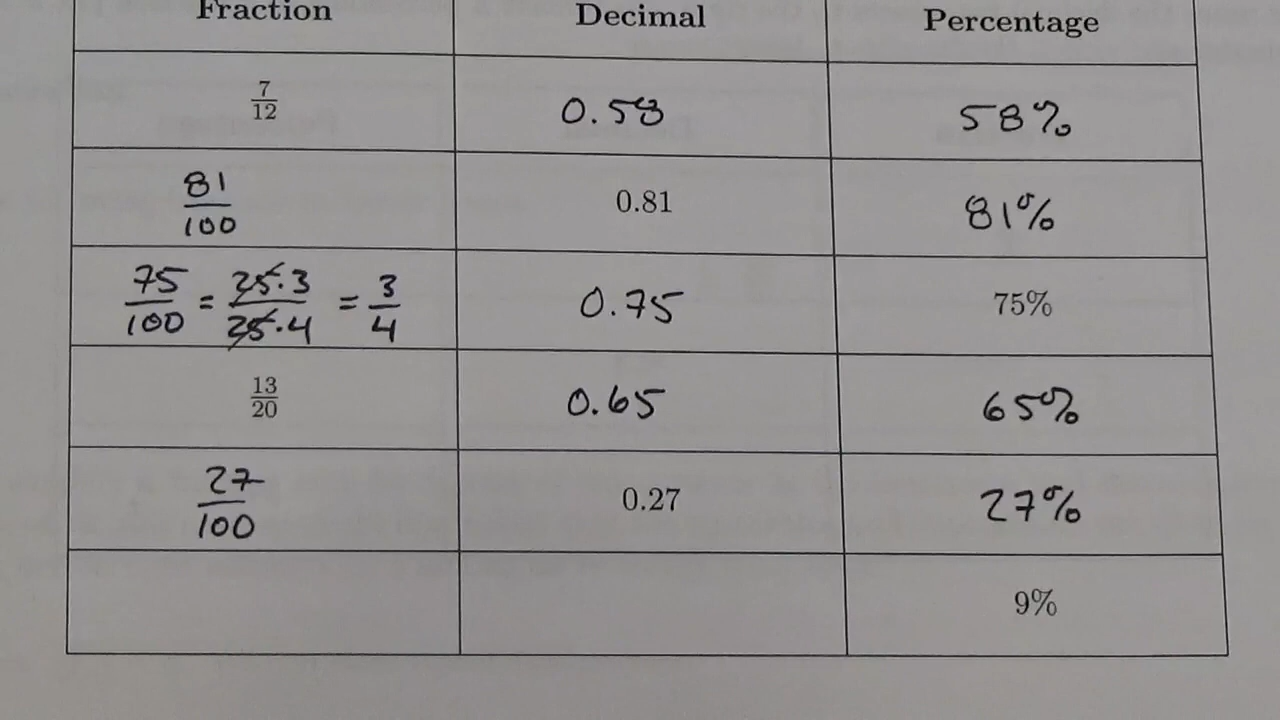 Fraction Decimal Percentage
7/12 0.58 58%
81/100 0.81 81%
75/100 = 25·3/25·4 = 3/4 0.75 75%
13/20 0.65 65%
27/100 0.27 27%
9%